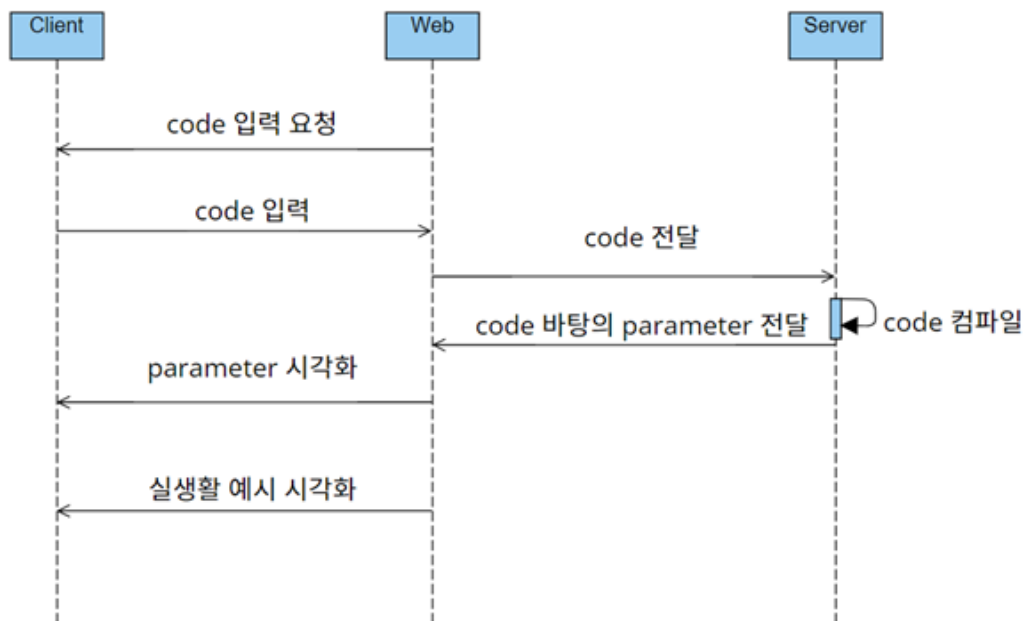 Client
Web
Server
code 입력 요청
code 입력
code 전달
code 컴파일
code 바탕의 parameter 전달
parameter 시각화
실생활 예시 시각화